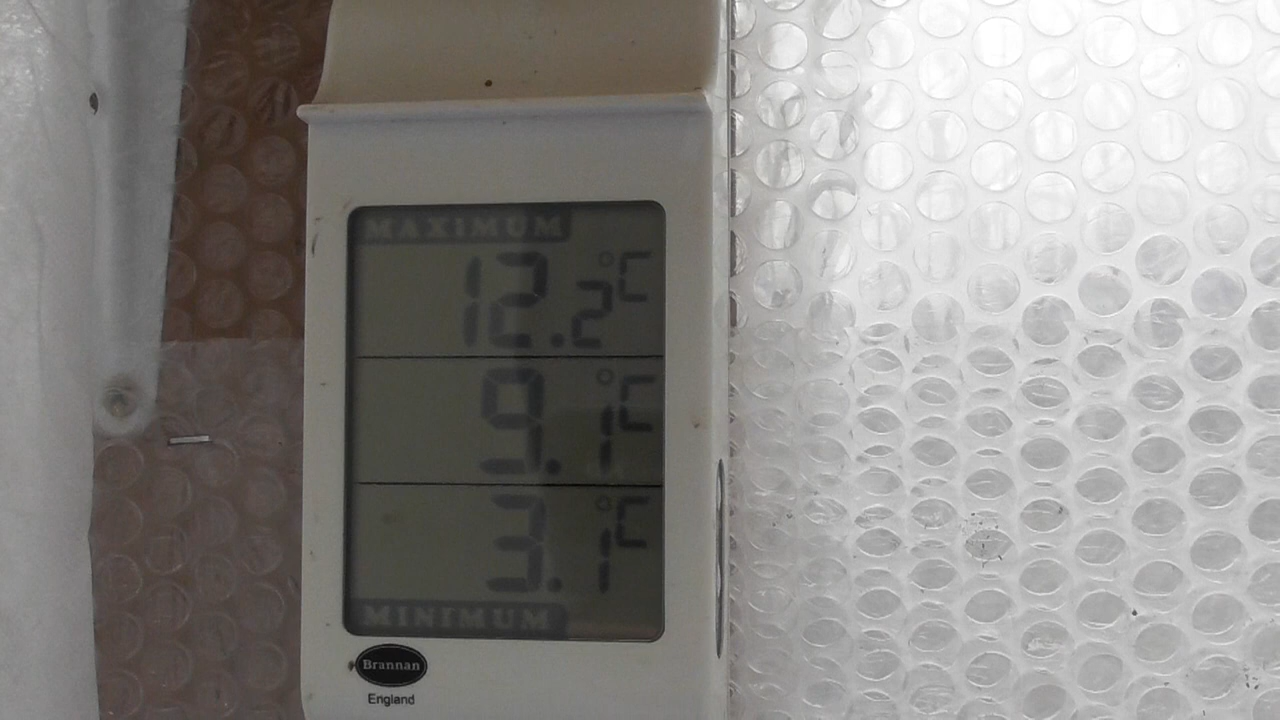 MAXIMUM
12.2°C
9.1°C
3.1°C
MINIMUM
Brannan
England